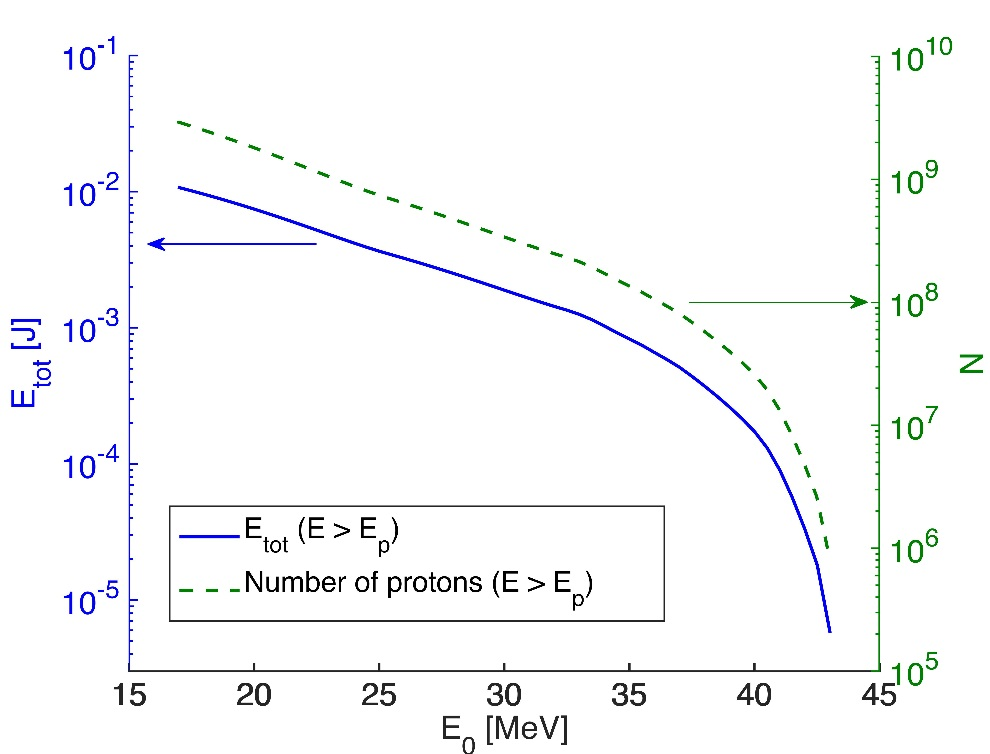 10^-1
10^-2
10^-3
10^-4
10^-5
E_tot [J]
10^10
10^9
10^8
10^7
10^6
10^5
N
E_tot (E > E_p)
Number of protons (E > E_p)
15 20 25 30 35 40 45
E_0 [MeV]